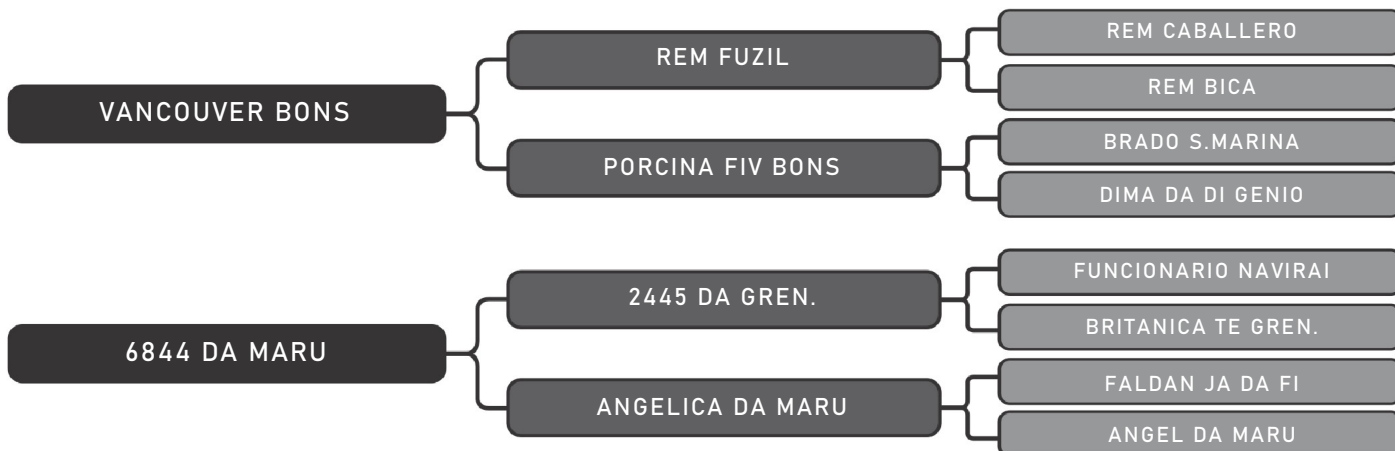 VANCOUVER BONS
REM FUZIL
REM CABALLERO
REM BICA
PORCINA FIV BONS
BRADO S.MARINA
DIMA DA DI GENIO
6844 DA MARU
2445 DA GREN.
FUNCIONARIO NAVIRAI
BRITANICA TE GREN.
ANGELICA DA MARU
FALDAN JA DA FI
ANGEL DA MARU